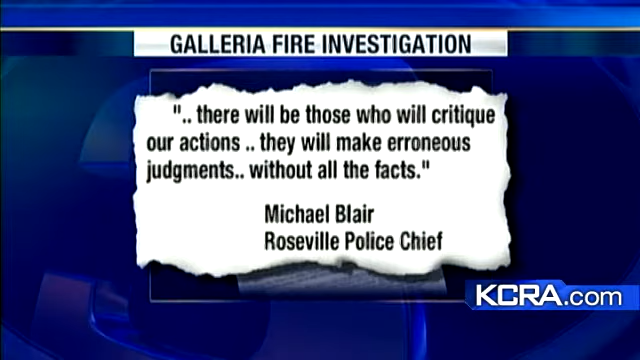 GALLERIA FIRE INVESTIGATION
".. there will be those who will critique
our actions .. they will make erroneous
judgments.. without all the facts."
Michael Blair
Roseville Police Chief
KCRA.com